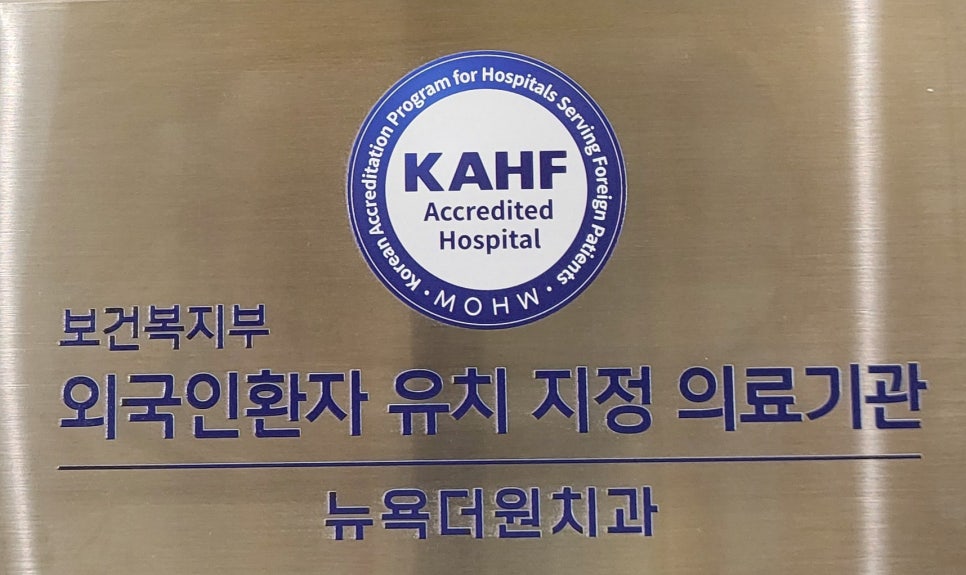 Korean Accreditation Program for Hospitals Serving Foreign Patients
KAHF
Accredited
Hospital
· MOHW ·
보건복지부
외국인환자 유치 지정 의료기관
뉴욕더원치과